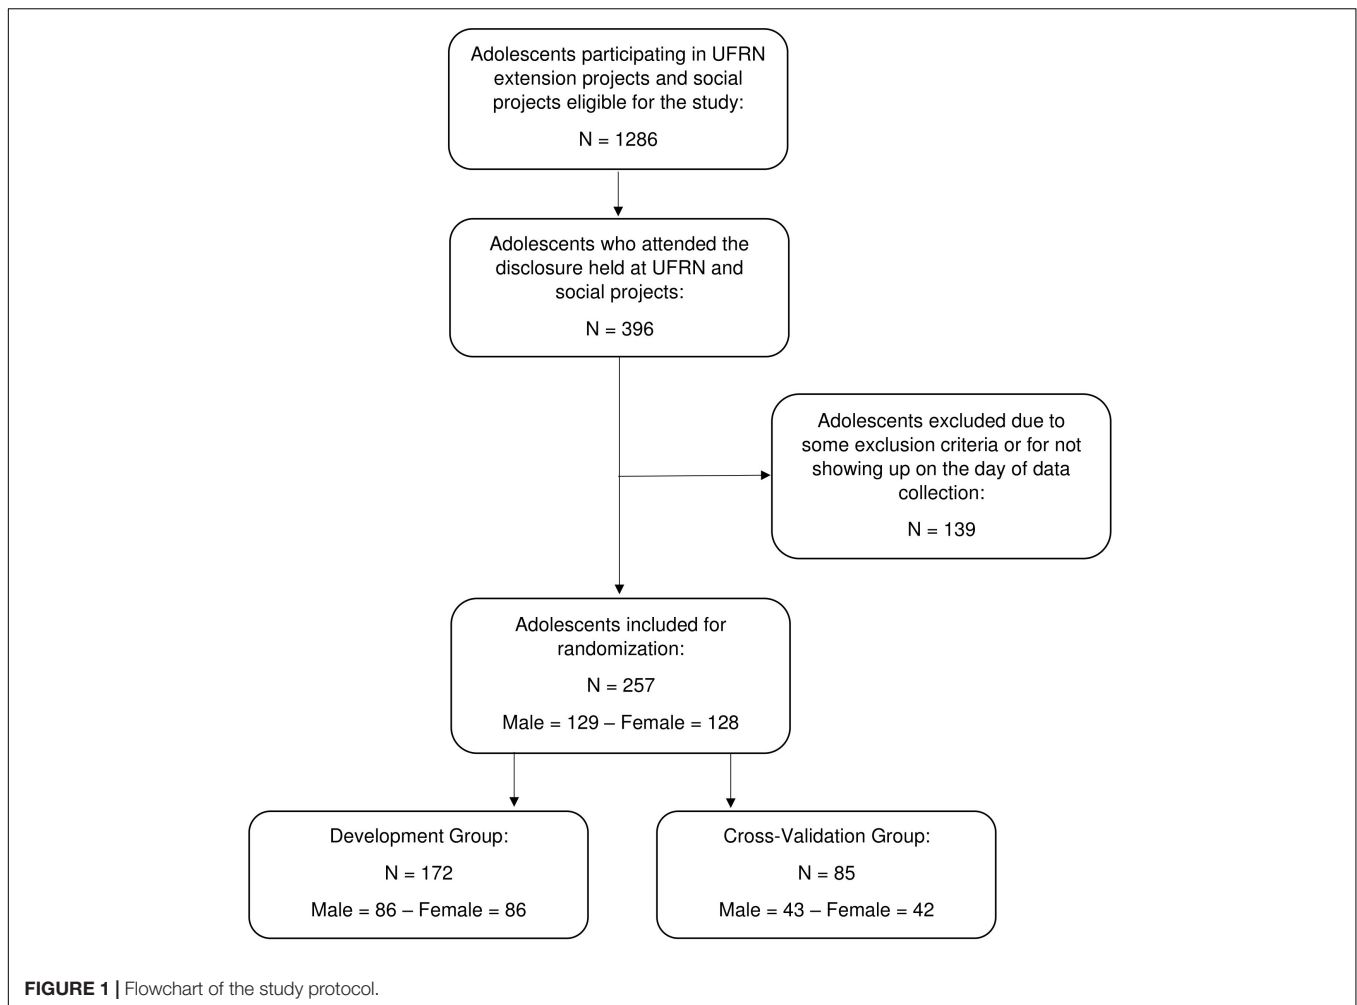 Adolescents participating in UFRN
extension projects and social
projects eligible for the study:
N = 1286
Adolescents who attended the
disclosure held at UFRN and
social projects:
N = 396
Adolescents excluded due to
some exclusion criteria or for not
showing up on the day of data
collection:
N = 139
Adolescents included for
randomization:
N = 257
Male = 129 – Female = 128
Development Group:
N = 172
Male = 86 – Female = 86
Cross-Validation Group:
N = 85
Male = 43 – Female = 42
FIGURE 1 | Flowchart of the study protocol.